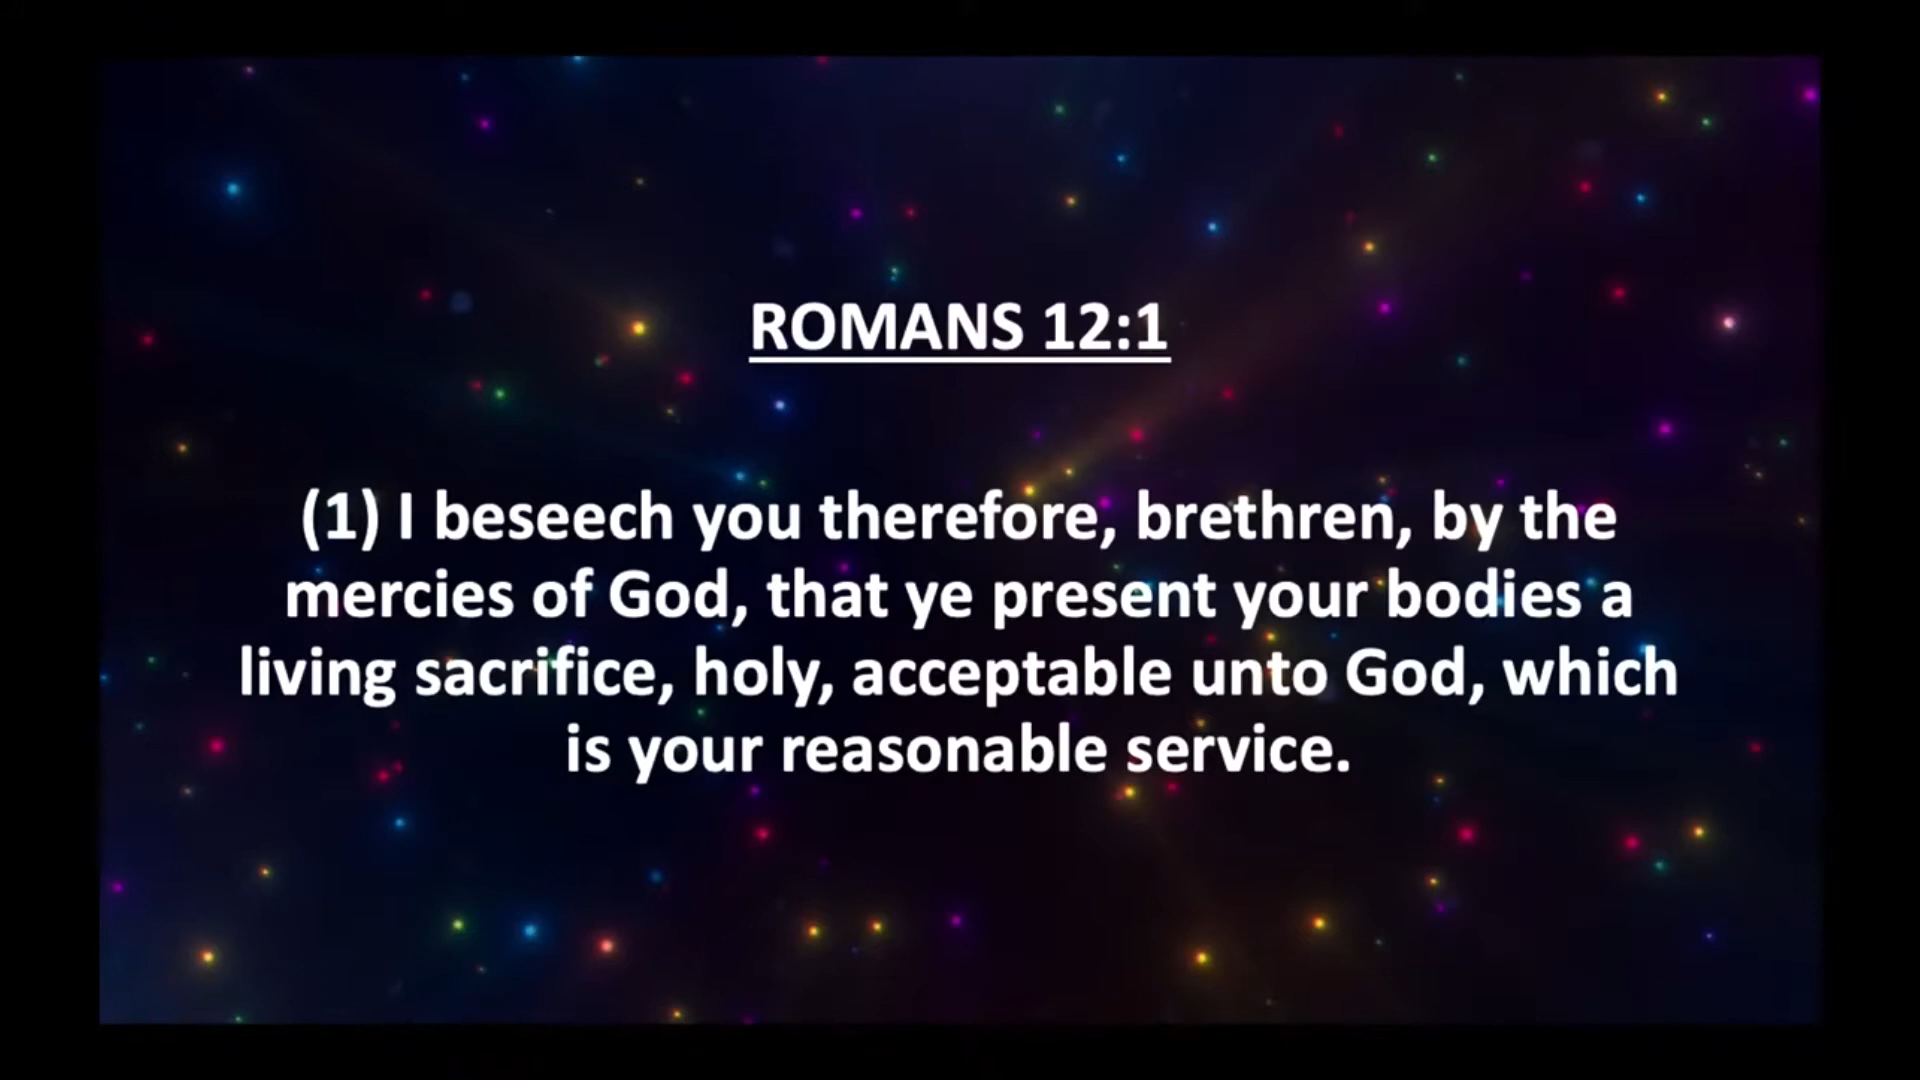 ROMANS 12:1
(1) I beseech you therefore, brethren, by the
mercies of God, that ye present your bodies a
living sacrifice, holy, acceptable unto God, which
is your reasonable service.